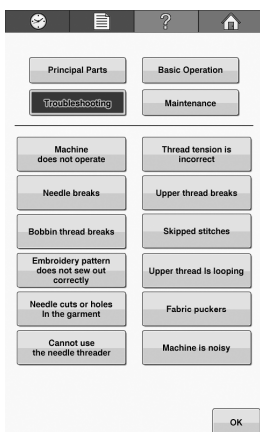 ?
Principal Parts
Basic Operation
Troubleshooting
Maintenance
Machine
does not operate
Thread tension is
incorrect
Needle breaks
Upper thread breaks
Bobbin thread breaks
Skipped stitches
Embroidery pattern
does not sew out
correctly
Upper thread Is looping
Needle cuts or holes
In the garment
Fabric puckers
Cannot use
the needle threader
Machine is noisy
OK